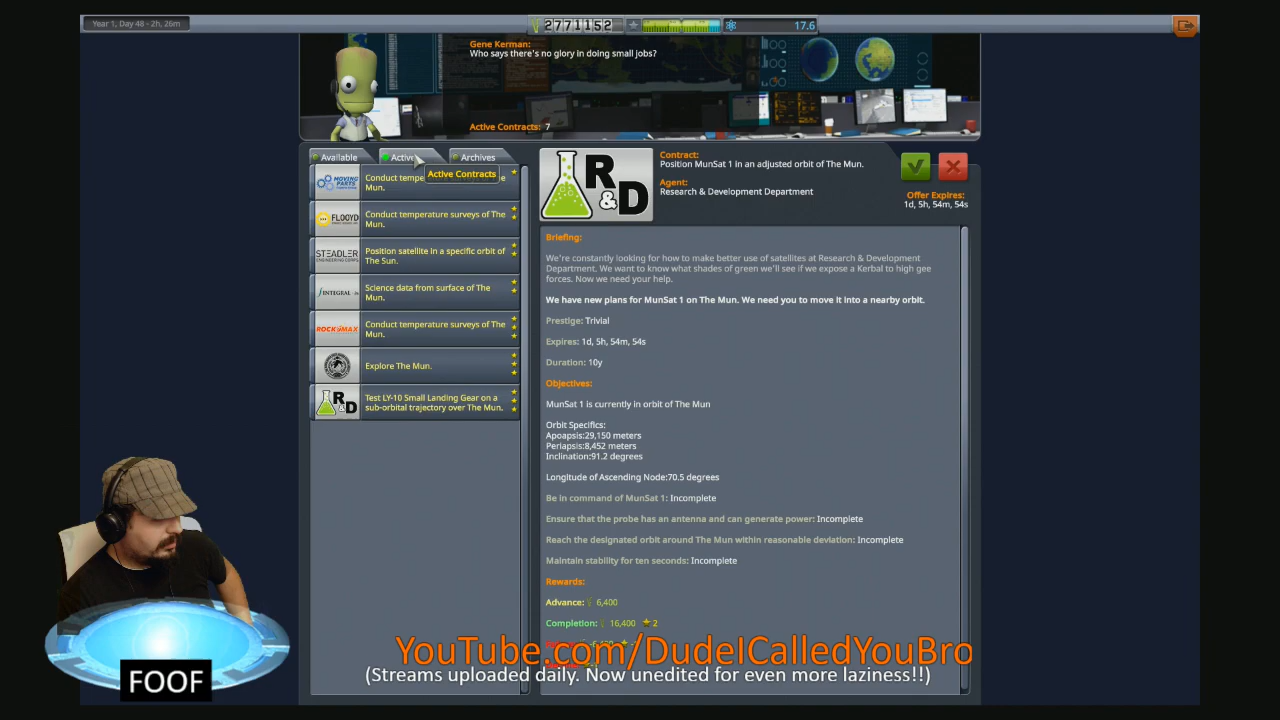 Year 1, Day 48 - 2h, 26m
2771152
17.6
Gene Kerman:
Who says there's no glory in doing small jobs?
Active Contracts: 7
Available
Active
Archives
Active Contracts
MOVING PARTS
Conduct tempe
Mun.
FLOOYD
Conduct temperature surveys of The
Mun.
STEADLER
ENGINEERING CORPS
Position satellite in a specific orbit of
The Sun.
INTEGRAL
Science data from surface of The
Mun.
ROCKOMAX
Conduct temperature surveys of The
Mun.
Explore The Mun.
R&D
Test LY-10 Small Landing Gear on a
sub-orbital trajectory over The Mun.
R&D
Contract:
Position MunSat 1 in an adjusted orbit of The Mun.
Agent:
Research & Development Department
Offer Expires:
1d, 5h, 54m, 54s
Briefing:
We're constantly looking for how to make better use of satellites at Research & Development
Department. We want to know what shades of green we'll see if we expose a Kerbal to high gee
forces. Now we need your help.
We have new plans for MunSat 1 on The Mun. We need you to move it into a nearby orbit.
Prestige: Trivial
Expires: 1d, 5h, 54m, 54s
Duration: 10y
Objectives:
MunSat 1 is currently in orbit of The Mun
Orbit Specifics:
Apoapsis:29,150 meters
Periapsis:8,452 meters
Inclination:91.2 degrees
Longitude of Ascending Node:70.5 degrees
Be in command of MunSat 1: Incomplete
Ensure that the probe has an antenna and can generate power: Incomplete
Reach the designated orbit around The Mun within reasonable deviation: Incomplete
Maintain stability for ten seconds: Incomplete
Rewards:
Advance: 6,400
Completion: 16,400 2
YouTube.com/DudeICalledYouBro
(Streams uploaded daily. Now unedited for even more laziness!!)
FOOF